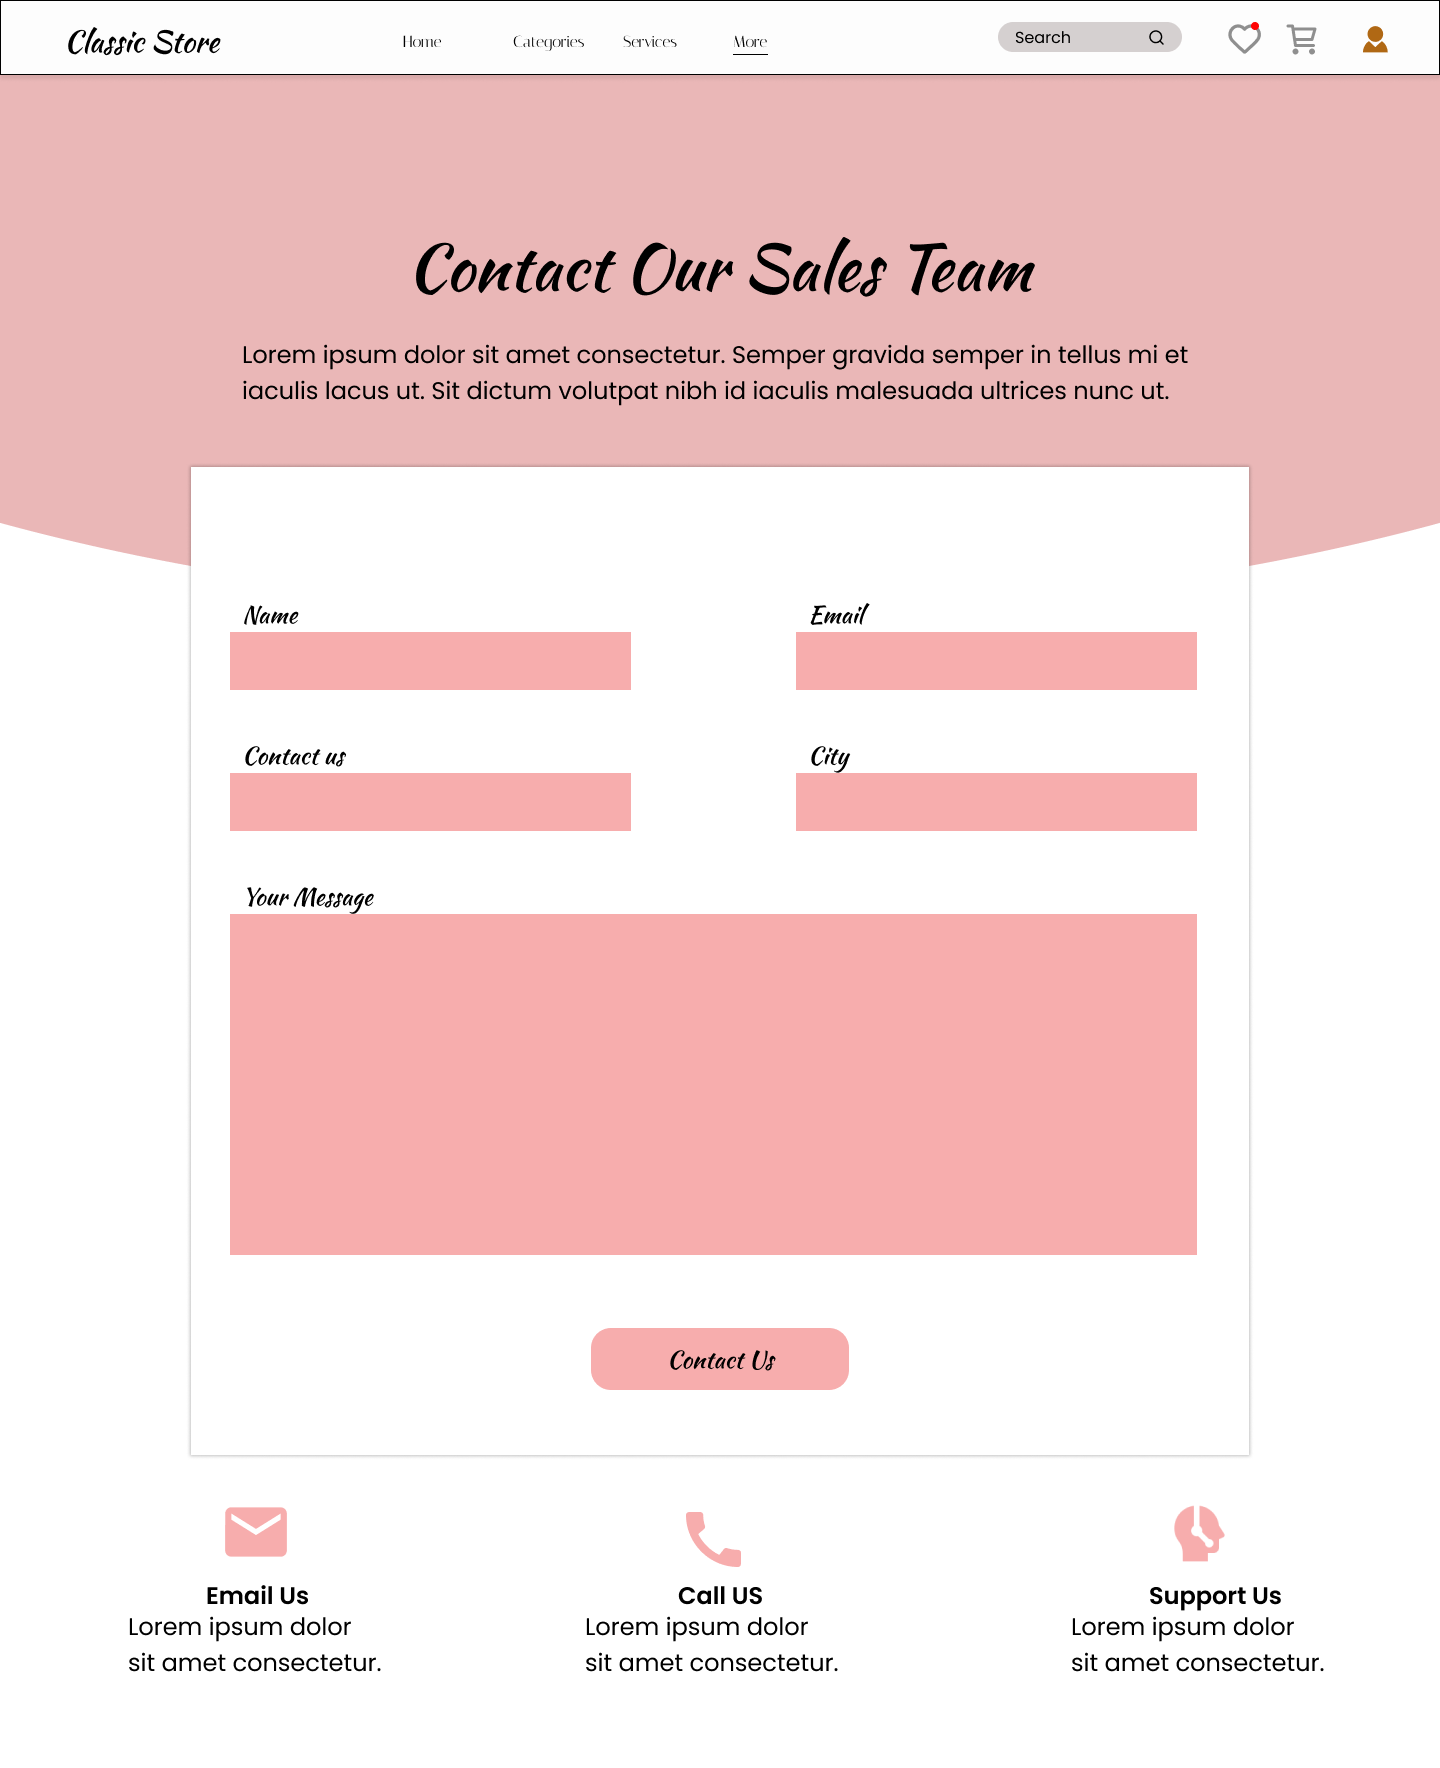 Classic Store
Home
Categories
Services
More
Search
Contact Our Sales Team
Lorem ipsum dolor sit amet consectetur. Semper gravida semper in tellus mi et
iaculis lacus ut. Sit dictum volutpat nibh id iaculis malesuada ultrices nunc ut.
Name
Email
Contact us
City
Your Message
Contact Us
Email Us
Lorem ipsum dolor
sit amet consectetur.
Call US
Lorem ipsum dolor
sit amet consectetur.
Support Us
Lorem ipsum dolor
sit amet consectetur.